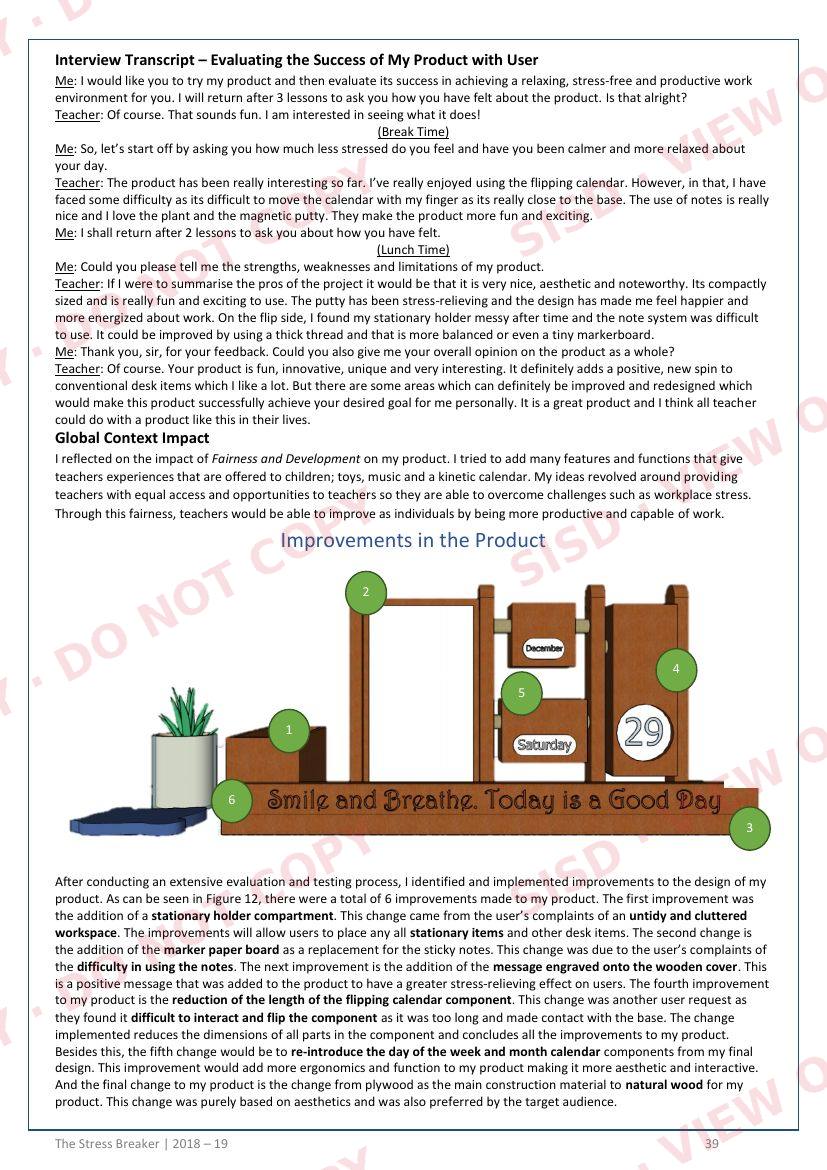 Interview Transcript – Evaluating the Success of My Product with User
Me: I would like you to try my product and then evaluate its success in achieving a relaxing, stress-free and productive work
environment for you. I will return after 3 lessons to ask you how you have felt about the product. Is that alright?
Teacher: Of course. That sounds fun. I am interested in seeing what it does!
(Break Time)
Me: So, let's start off by asking you how much less stressed do you feel and have you been calmer and more relaxed about
your day.
Teacher: The product has been really interesting so far. I've really enjoyed using the flipping calendar. However, in that, I have
faced some difficulty as its difficult to move the calendar with my finger as its really close to the base. The use of notes is really
nice and I love the plant and the magnetic putty. They make the product more fun and exciting.
Me: I shall return after 2 lessons to ask you about how you have felt.
(Lunch Time)
Me: Could you please tell me the strengths, weaknesses and limitations of my product.
Teacher: If I were to summarise the pros of the project it would be that it is very nice, aesthetic and noteworthy. Its compactly
sized and is really fun and exciting to use. The putty has been stress-relieving and the design has made me feel happier and
more energized about work. On the flip side, I found my stationary holder messy after time and the note system was difficult
to use. It could be improved by using a thick thread and that is more balanced or even a tiny markerboard.
Me: Thank you, sir, for your feedback. Could you also give me your overall opinion on the product as a whole?
Teacher: Of course. Your product is fun, innovative, unique and very interesting. It definitely adds a positive, new spin to
conventional desk items which I like a lot. But there are some areas which can definitely be improved and redesigned which
would make this product successfully achieve your desired goal for me personally. It is a great product and I think all teacher
could do with a product like this in their lives.
Global Context Impact
I reflected on the impact of Fairness and Development on my product. I tried to add many features and functions that give
teachers experiences that are offered to children; toys, music and a kinetic calendar. My ideas revolved around providing
teachers with equal access and opportunities to teachers so they are able to overcome challenges such as workplace stress.
Through this fairness, teachers would be able to improve as individuals by being more productive and capable of work.
Improvements in the Product
2
December
4
5
1
Saturday
29
6
Smile and Breathe. Today is a Good Day
3
After conducting an extensive evaluation and testing process, I identified and implemented improvements to the design of my
product. As can be seen in Figure 12, there were a total of 6 improvements made to my product. The first improvement was
the addition of a stationary holder compartment. This change came from the user's complaints of an untidy and cluttered
workspace. The improvements will allow users to place any all stationary items and other desk items. The second change is
the addition of the marker paper board as a replacement for the sticky notes. This change was due to the user's complaints of
the difficulty in using the notes. The next improvement is the addition of the message engraved onto the wooden cover. This
is a positive message that was added to the product to have a greater stress-relieving effect on users. The fourth improvement
to my product is the reduction of the length of the flipping calendar component. This change was another user request as
they found it difficult to interact and flip the component as it was too long and made contact with the base. The change
implemented reduces the dimensions of all parts in the component and concludes all the improvements to my product.
Besides this, the fifth change would be to re-introduce the day of the week and month calendar components from my final
design. This improvement would add more ergonomics and function to my product making it more aesthetic and interactive.
And the final change to my product is the change from plywood as the main construction material to natural wood for my
product. This change was purely based on aesthetics and was also preferred by the target audience.
The Stress Breaker | 2018 – 19
39
SISD · VIEW O
Y · DO NOT COPY
SISD · VIEW O
Y · DO NOT COPY
SISD · VIEW O
Y · DO NOT COPY
VIEW O